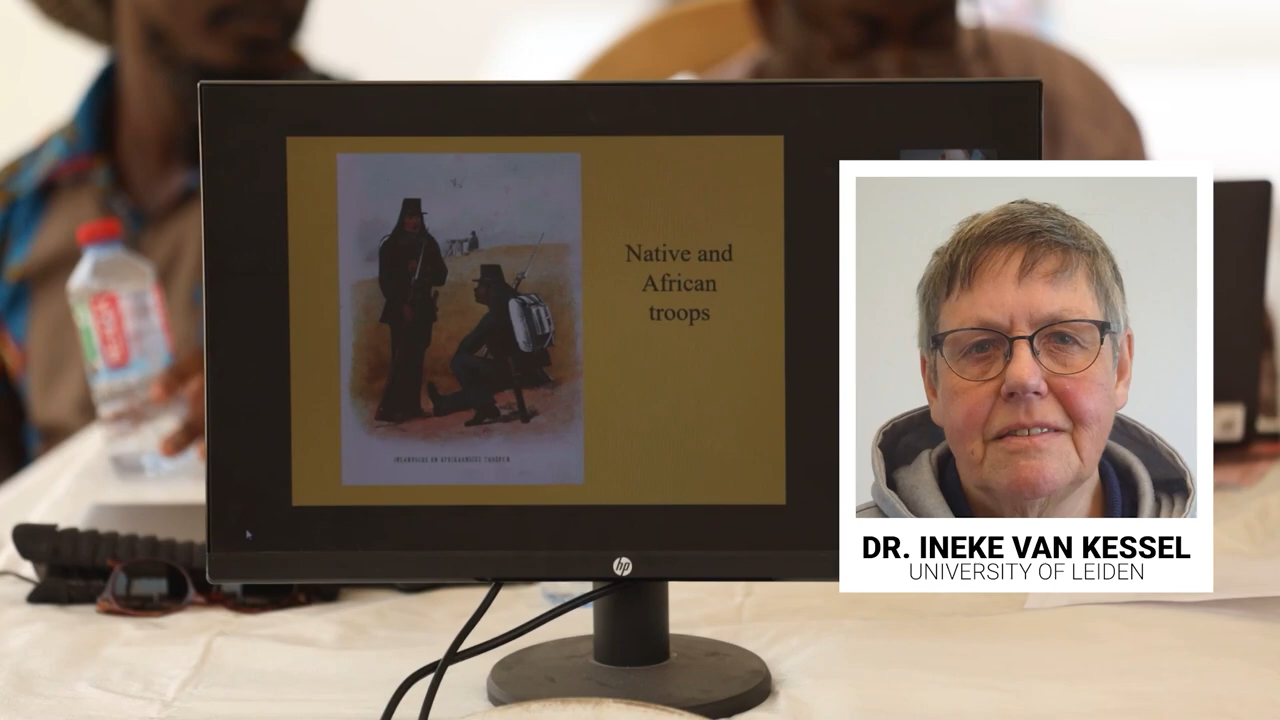 Native and
African
troops
INLANDSCHE EN AFRIKAANSCHE TROEPEN
hp
DR. INEKE VAN KESSEL
UNIVERSITY OF LEIDEN